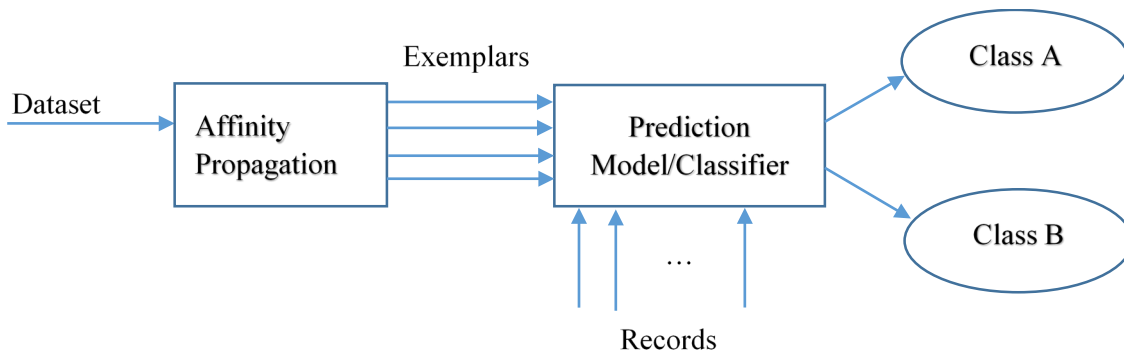 Exemplars
Class A
Dataset
Affinity
Propagation
Prediction
Model/Classifier
Class B
…
Records